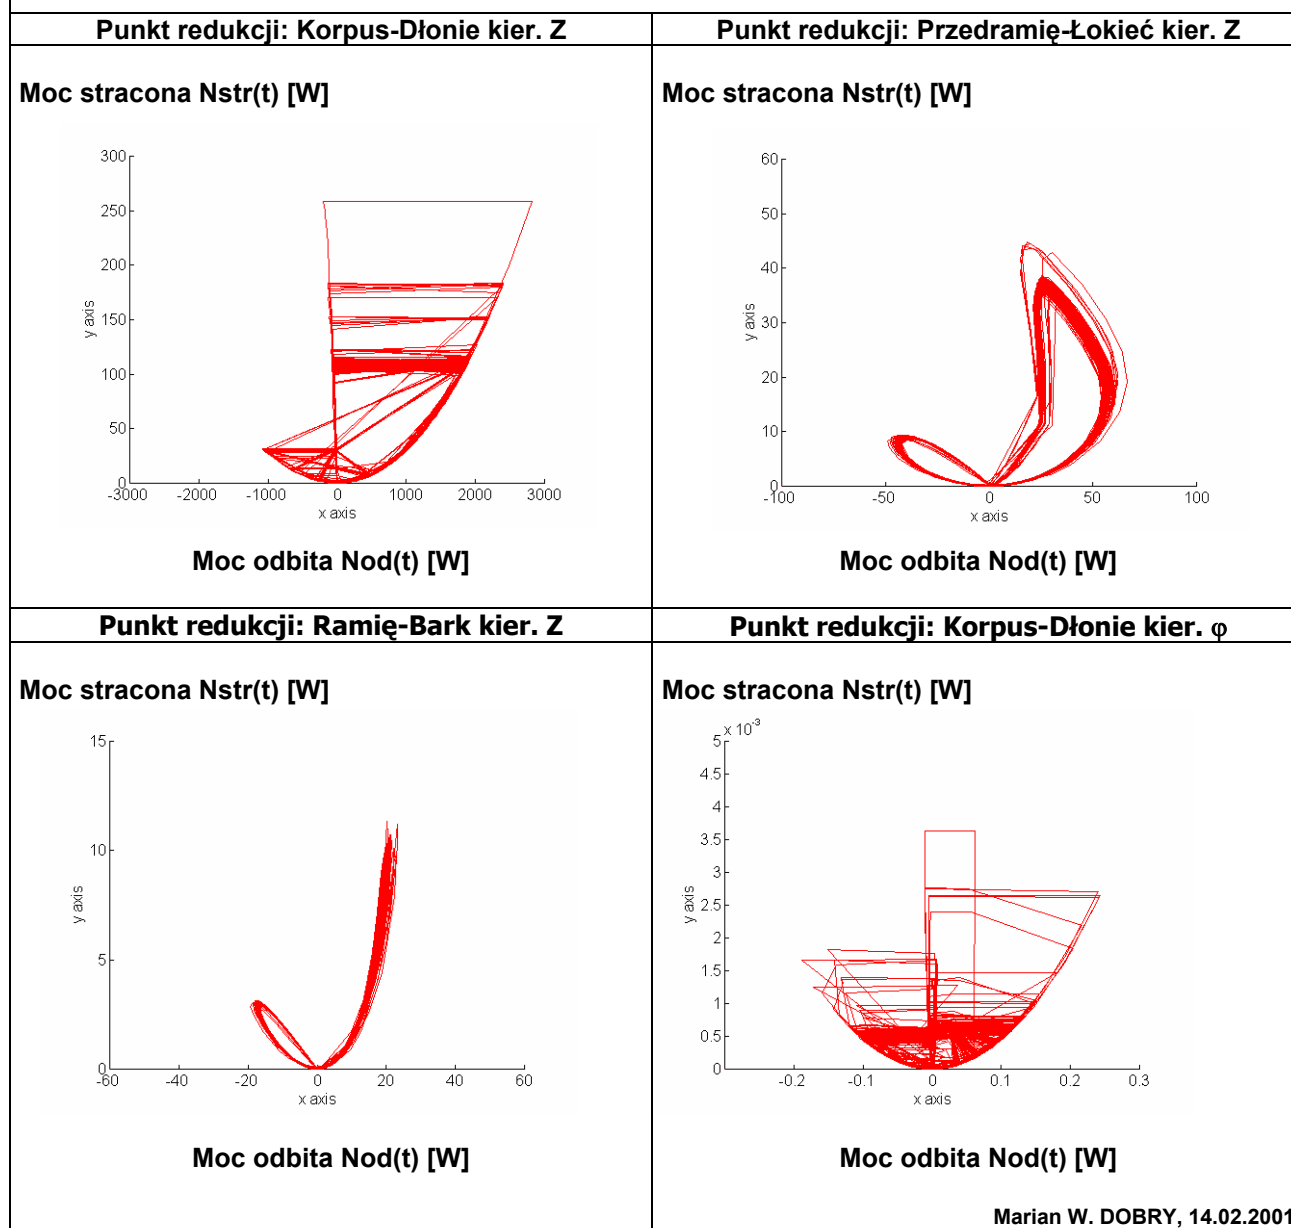 Punkt redukcji: Korpus-Dłonie kier. Z
Moc stracona Nstr(t) [W]
300
250
200
150
100
50
0
y axis
-3000 -2000 -1000 0 1000 2000 3000
x axis
Moc odbita Nod(t) [W]
Punkt redukcji: Przedramię-Łokieć kier. Z
Moc stracona Nstr(t) [W]
60
50
40
30
20
10
0
y axis
-100 -50 0 50 100
x axis
Moc odbita Nod(t) [W]
Punkt redukcji: Ramię-Bark kier. Z
Moc stracona Nstr(t) [W]
15
10
5
0
y axis
-60 -40 -20 0 20 40 60
x axis
Moc odbita Nod(t) [W]
Punkt redukcji: Korpus-Dłonie kier. φ
Moc stracona Nstr(t) [W]
x 10⁻³
5
4.5
4
3.5
3
2.5
2
1.5
1
0.5
0
y axis
-0.2 -0.1 0 0.1 0.2 0.3
x axis
Moc odbita Nod(t) [W]
Marian W. DOBRY, 14.02.2001